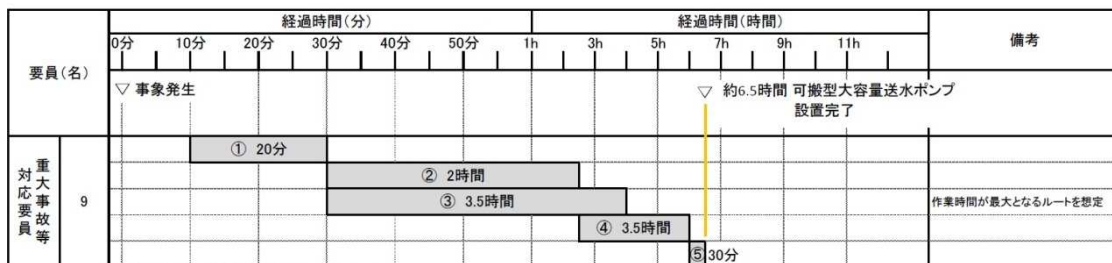 経過時間(分) 経過時間(時間)
要員(名) 0分 10分 20分 30分 40分 50分 1h 3h 5h 7h 9h 11h 備考
▽ 事象発生 ▽ 約6.5時間 可搬型大容量送水ポンプ
設置完了
重大事故等
対応要員
9
① 20分
② 2時間
③ 3.5時間 作業時間が最大となるルートを想定
④ 3.5時間
⑤30分